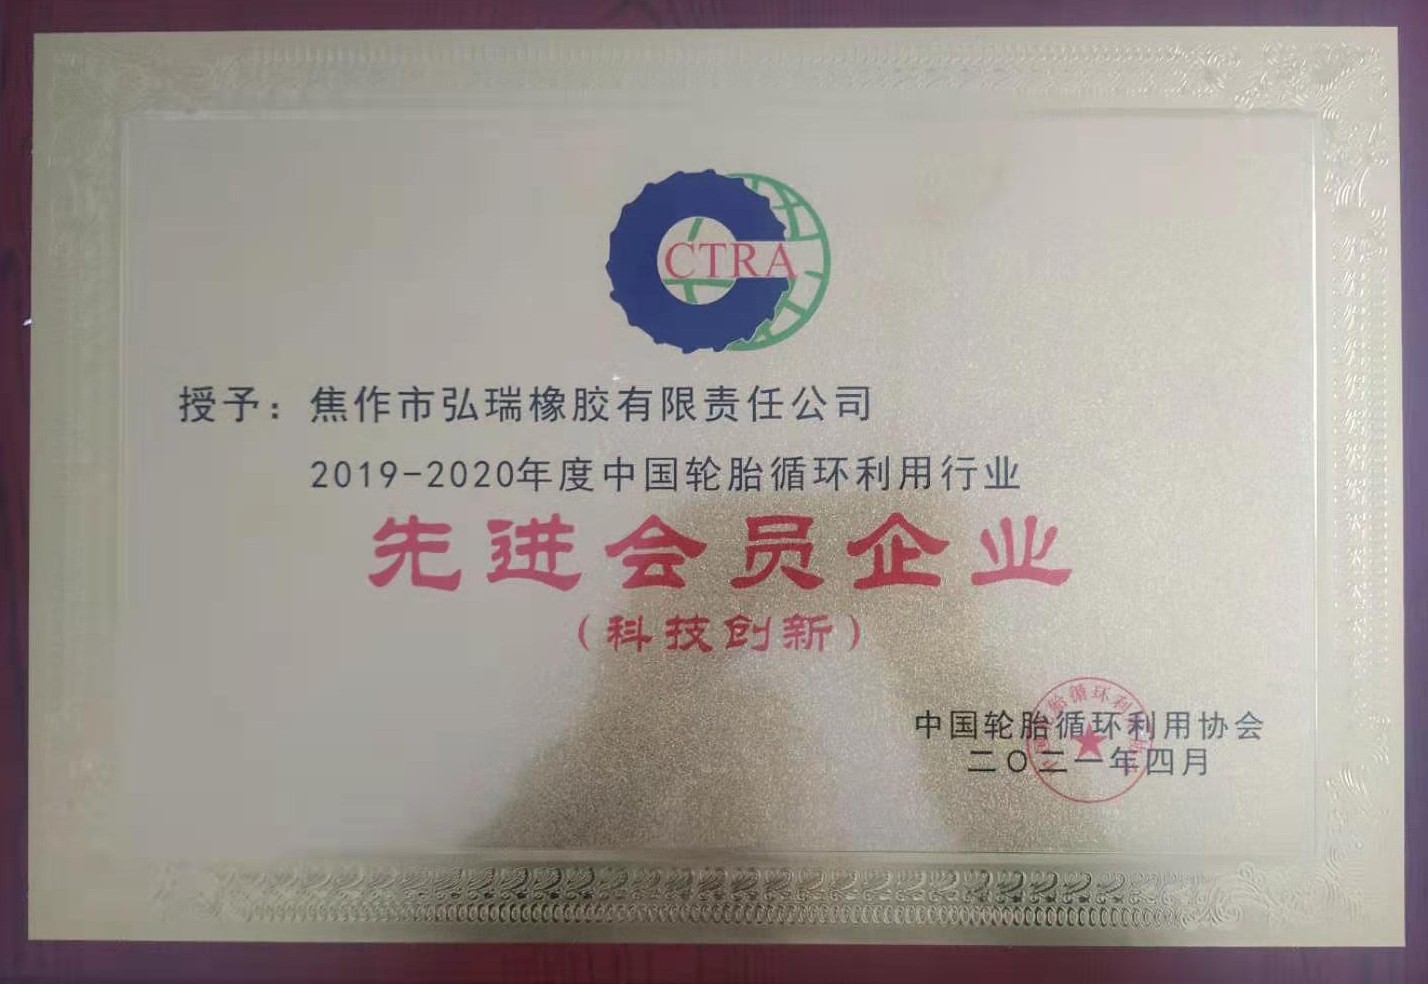 CTRA
授予：焦作市弘瑞橡胶有限责任公司
2019-2020年度中国轮胎循环利用行业
先进会员企业
（科技创新）
中国轮胎循环利用协会
二〇二一年四月